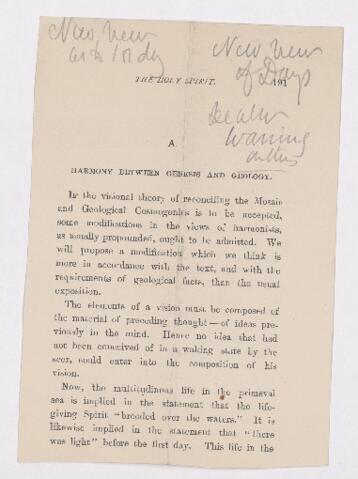 New View
as to 1st day
New View
of Days
THE HOLY SPIRIT. 191
A.
HARMONY BETWEEN GENESIS AND GEOLOGY.
If the visional theory of reconciling the Mosaic
and Geological Cosmogonies is to be accepted,
some modifications in the views of harmonists,
as usually propounded, ought to be admitted. We
will propose a modification which we think is
more in accordance with the text, and with the
requirements of geological facts, than the usual
exposition.
The elements of a vision must be composed of
the material of preceding thought—of ideas pre-
viously in the mind. Hence no idea that had
not been conceived of in a waking state by the
seer, could enter into the composition of his
vision.
Now, the multitudinous life in the primeval
sea is implied in the statement that the life-
giving Spirit "brooded over the waters." It is
likewise implied in the statement that "there
was light" before the first day. This life in the